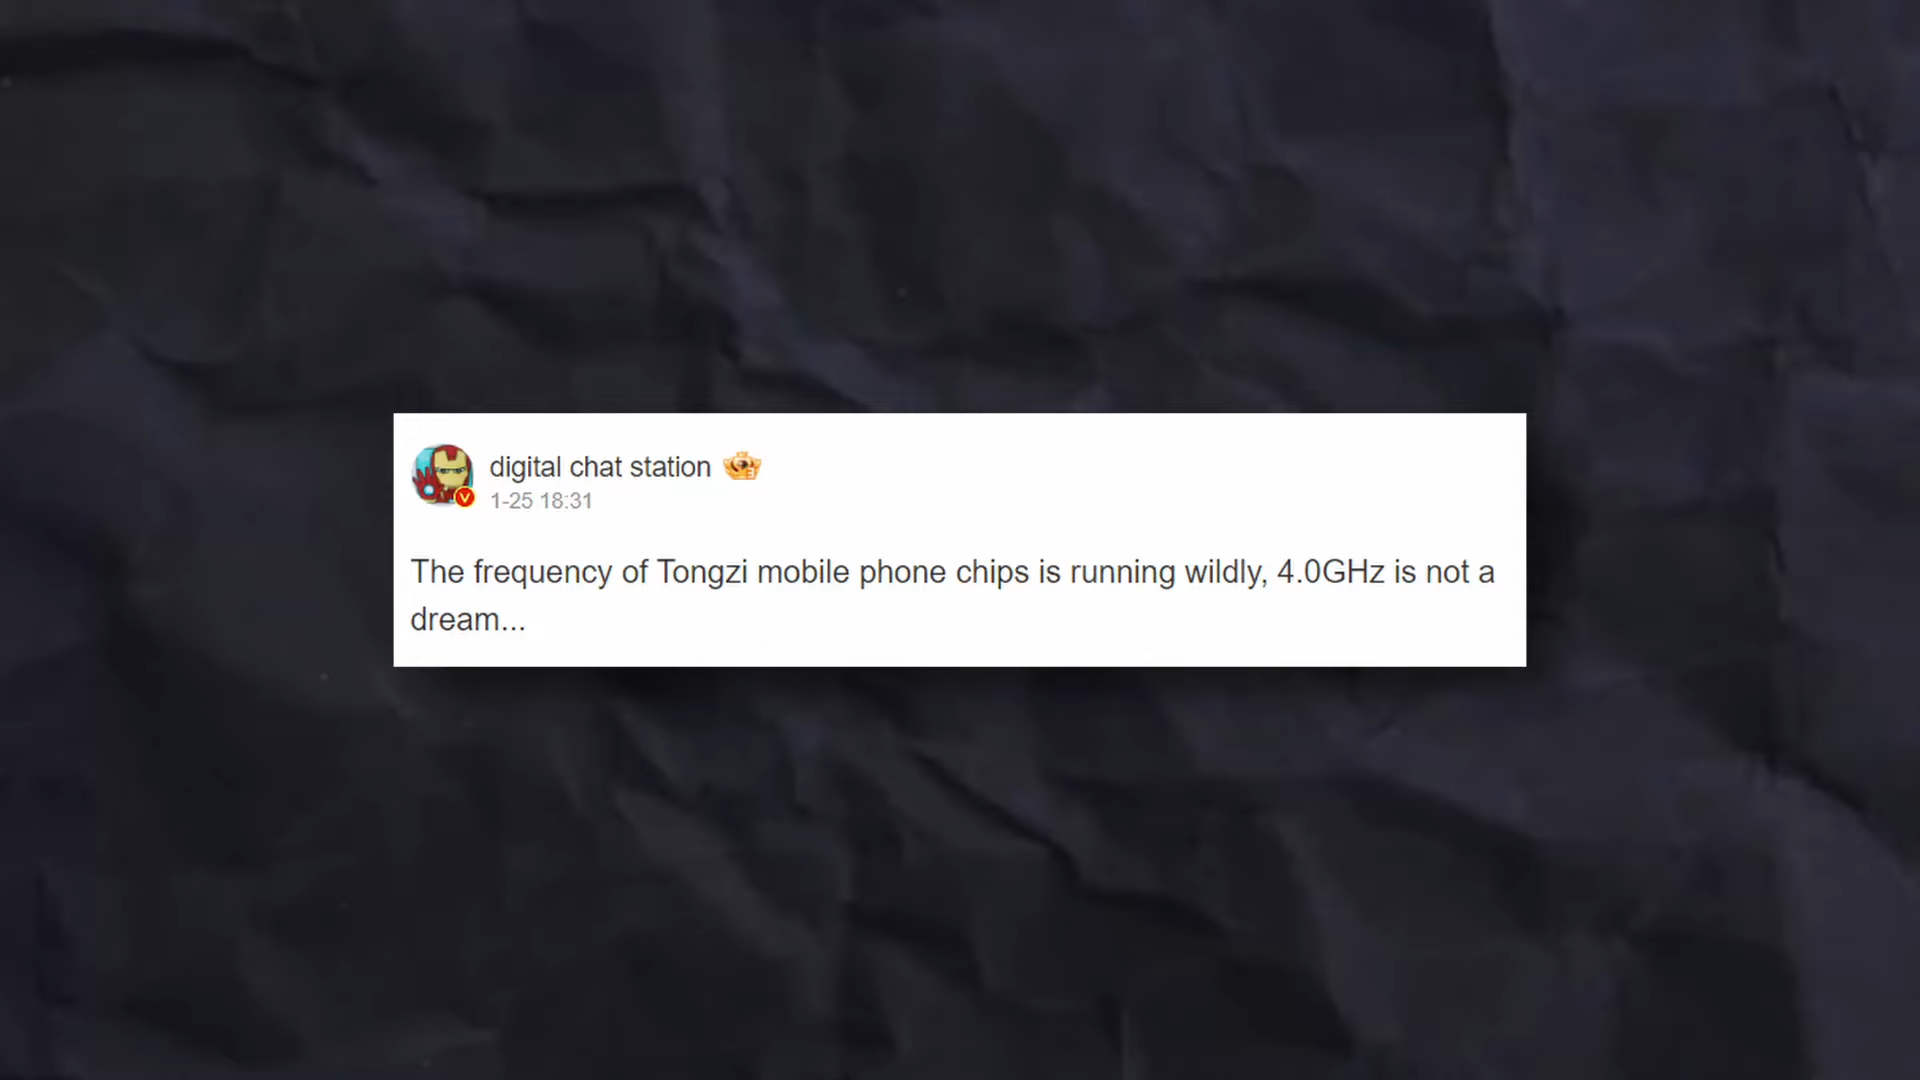 digital chat station
1-25 18:31
The frequency of Tongzi mobile phone chips is running wildly, 4.0GHz is not a
dream...